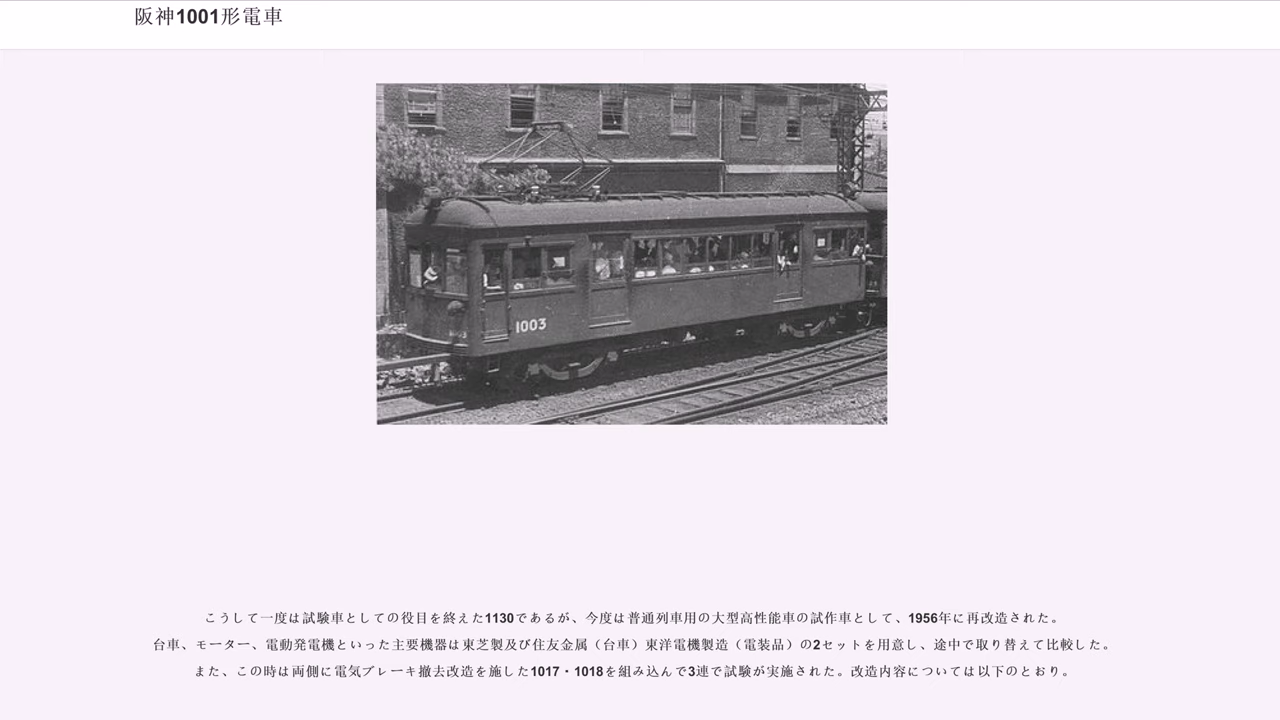 阪神1001形電車
1003
こうして一度は試験車としての役目を終えた1130であるが、今度は普通列車用の大型高性能車の試作車として、1956年に再改造された。
台車、モーター、電動発電機といった主要機器は東芝製及び住友金属（台車）東洋電機製造（電装品）の2セットを用意し、途中で取り替えて比較した。
また、この時は両側に電気ブレーキ撤去改造を施した1017・1018を組み込んで3連で試験が実施された。改造内容については以下のとおり。